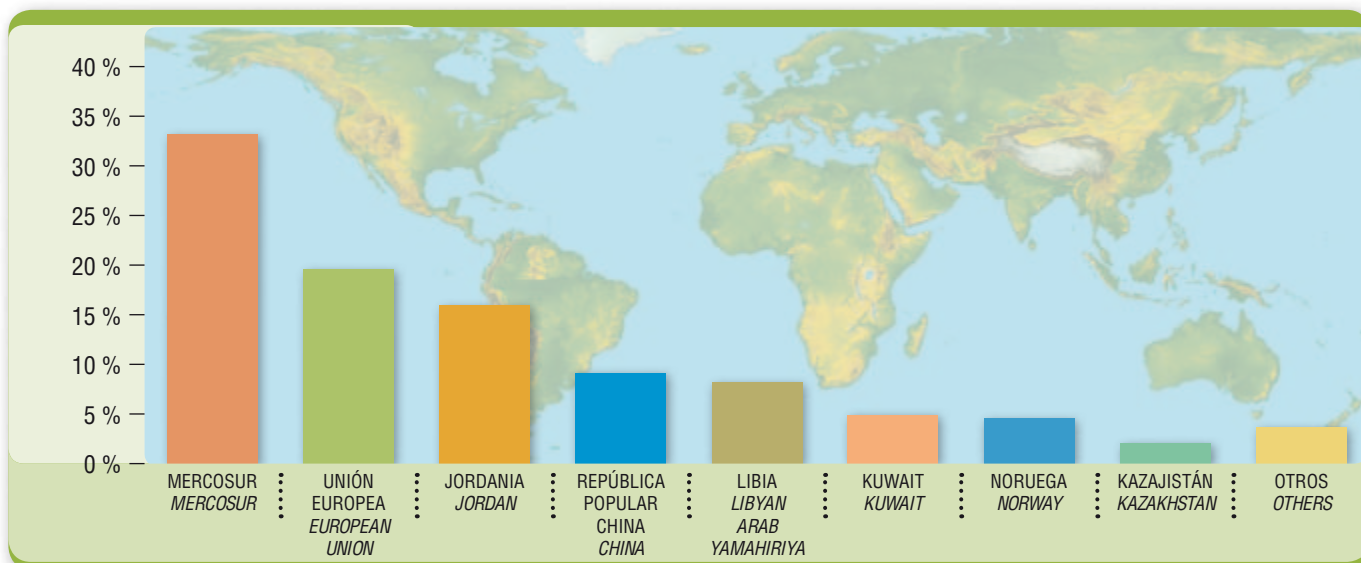 40 %
35 %
30 %
25 %
20 %
15 %
10 %
5 %
0 %
MERCOSUR
MERCOSUR
UNIÓN
EUROPEA
EUROPEAN
UNION
JORDANIA
JORDAN
REPÚBLICA
POPULAR
CHINA
CHINA
LIBIA
LIBYAN
ARAB
YAMAHIRIYA
KUWAIT
KUWAIT
NORUEGA
NORWAY
KAZAJISTÁN
KAZAKHSTAN
OTROS
OTHERS